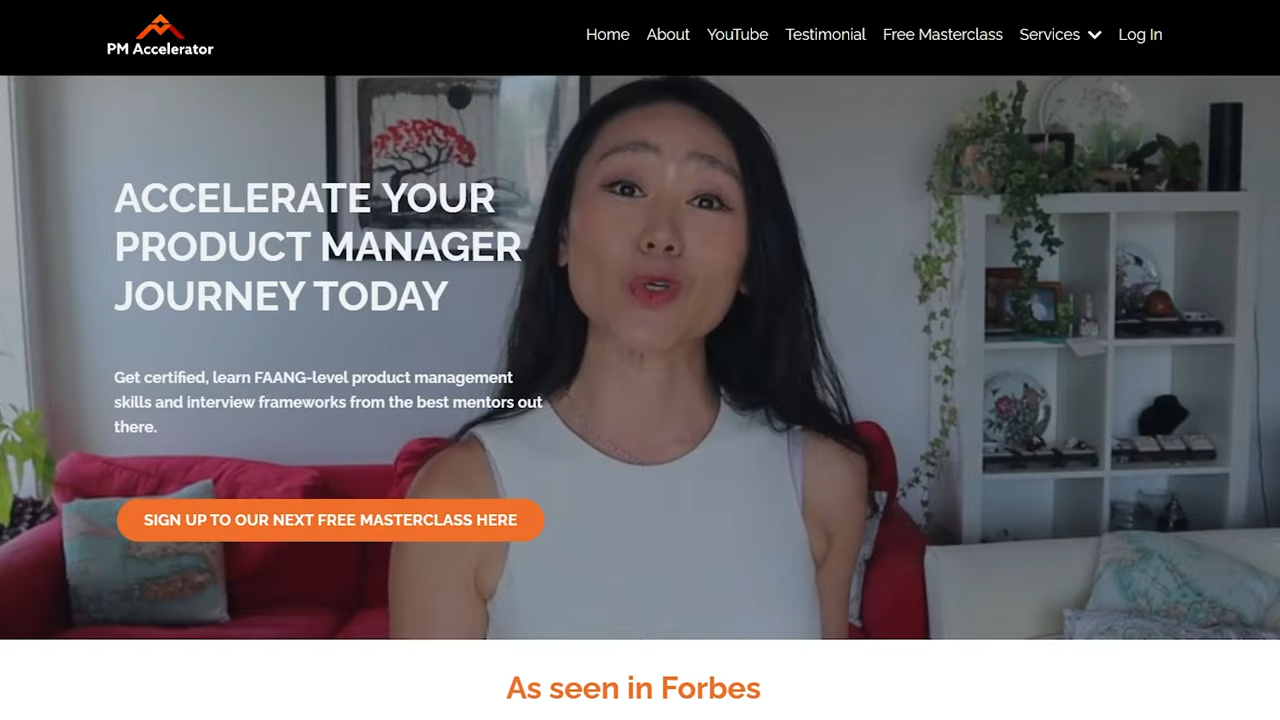 PM Accelerator
Home About YouTube Testimonial Free Masterclass Services Log In
ACCELERATE YOUR
PRODUCT MANAGER
JOURNEY TODAY
Get certified, learn FAANG-level product management
skills and interview frameworks from the best mentors out
there.
SIGN UP TO OUR NEXT FREE MASTERCLASS HERE
As seen in Forbes